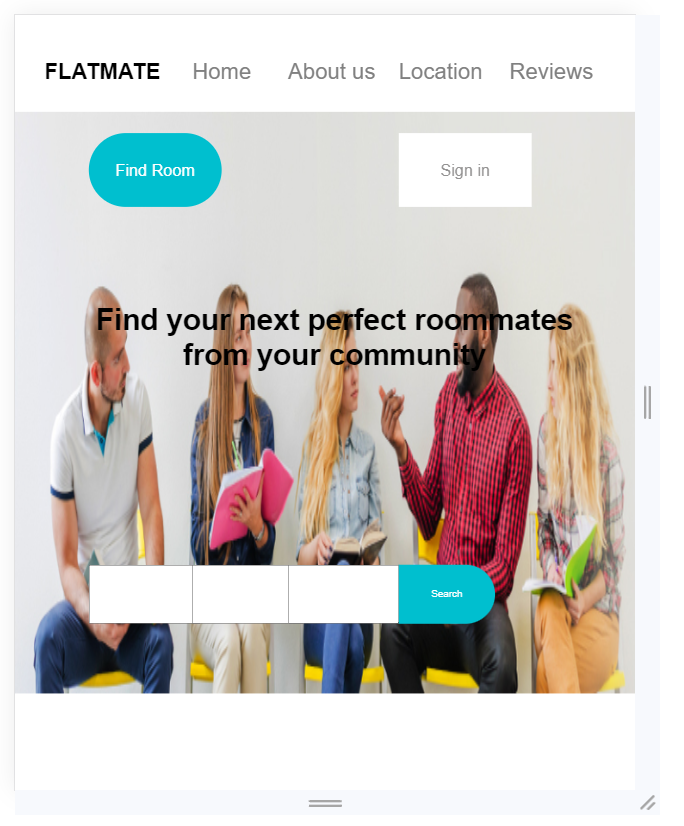 FLATMATE Home About us Location Reviews
Find Room Sign in
Find your next perfect roommates
from your community
Search